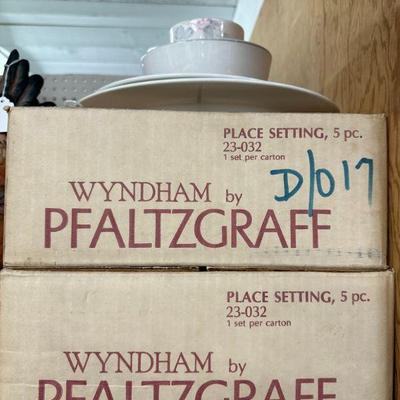 PLACE SETTING, 5 pc.
23-032
1 set per carton
D/017
WYNDHAM by
PFALTZGRAFF
PLACE SETTING, 5 pc.
23-032
1 set per carton
WYNDHAM by
PFALTZGRAFF